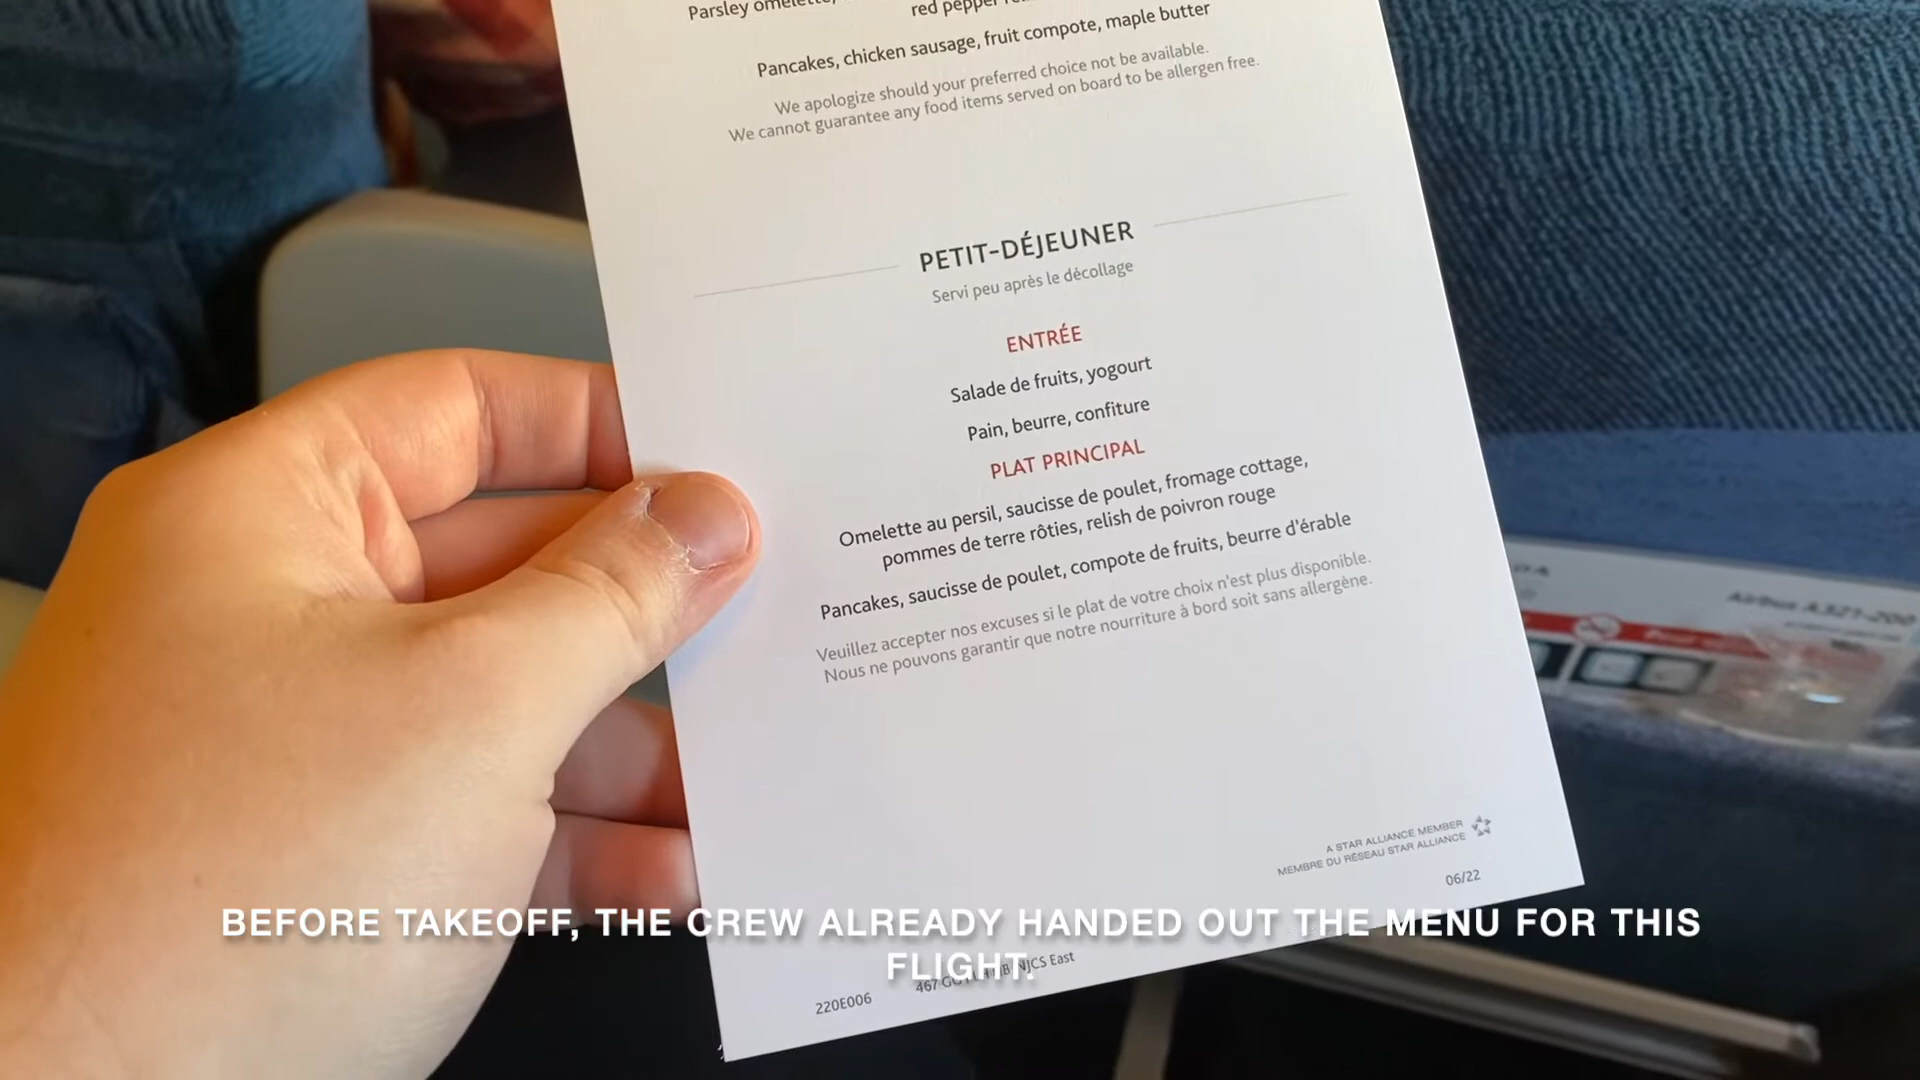 Parsley omelette,
red pepper
Pancakes, chicken sausage, fruit compote, maple butter
We apologize should your preferred choice not be available.
We cannot guarantee any food items served on board to be allergen free.
PETIT-DÉJEUNER
Servi peu après le décollage
ENTRÉE
Salade de fruits, yogourt
Pain, beurre, confiture
PLAT PRINCIPAL
Omelette au persil, saucisse de poulet, fromage cottage,
pommes de terre rôties, relish de poivron rouge
Pancakes, saucisse de poulet, compote de fruits, beurre d'érable
Veuillez accepter nos excuses si le plat de votre choix n'est plus disponible.
Nous ne pouvons garantir que notre nourriture à bord soit sans allergène.
Airbus A321-200
A STAR ALLIANCE MEMBER
MEMBRE DU RÉSEAU STAR ALLIANCE
06/22
BEFORE TAKEOFF, THE CREW ALREADY HANDED OUT THE MENU FOR THIS
FLIGHT.
220E006 467 NJCS East